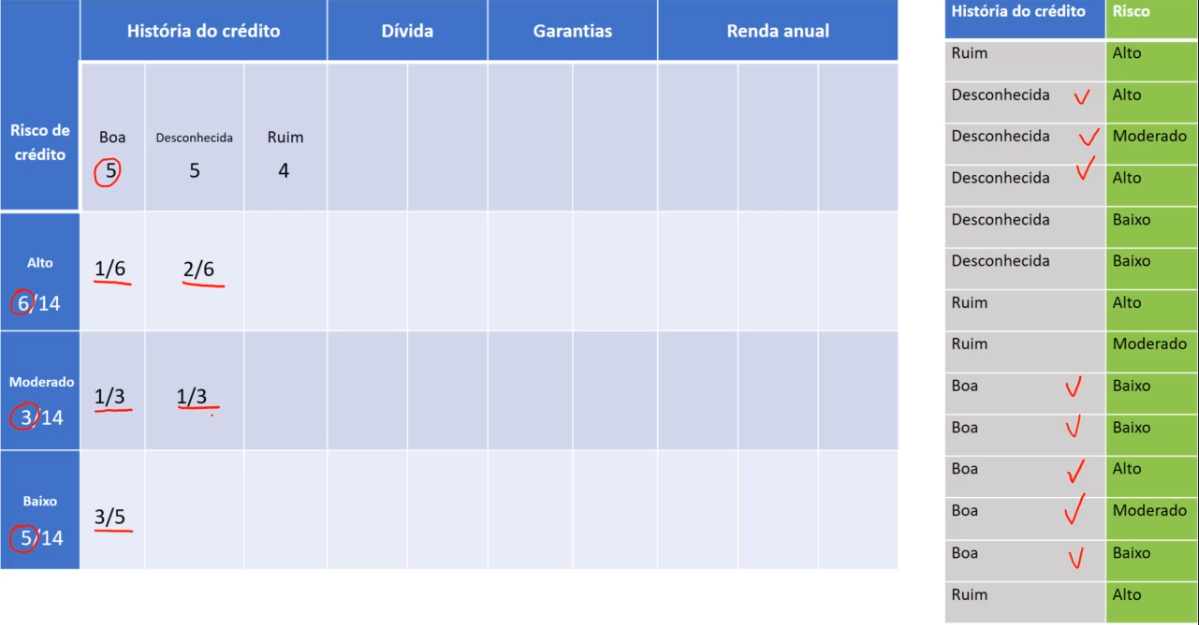 História do crédito Dívida Garantias Renda anual
Risco de
crédito
Boa Desconhecida Ruim
5 5 4
Alto
6/14 1/6 2/6
Moderado
3/14 1/3 1/3
Baixo
5/14 3/5
História do crédito Risco
Ruim Alto
Desconhecida Alto
Desconhecida Moderado
Desconhecida Alto
Desconhecida Baixo
Desconhecida Baixo
Ruim Alto
Ruim Moderado
Boa Baixo
Boa Baixo
Boa Alto
Boa Moderado
Boa Baixo
Ruim Alto